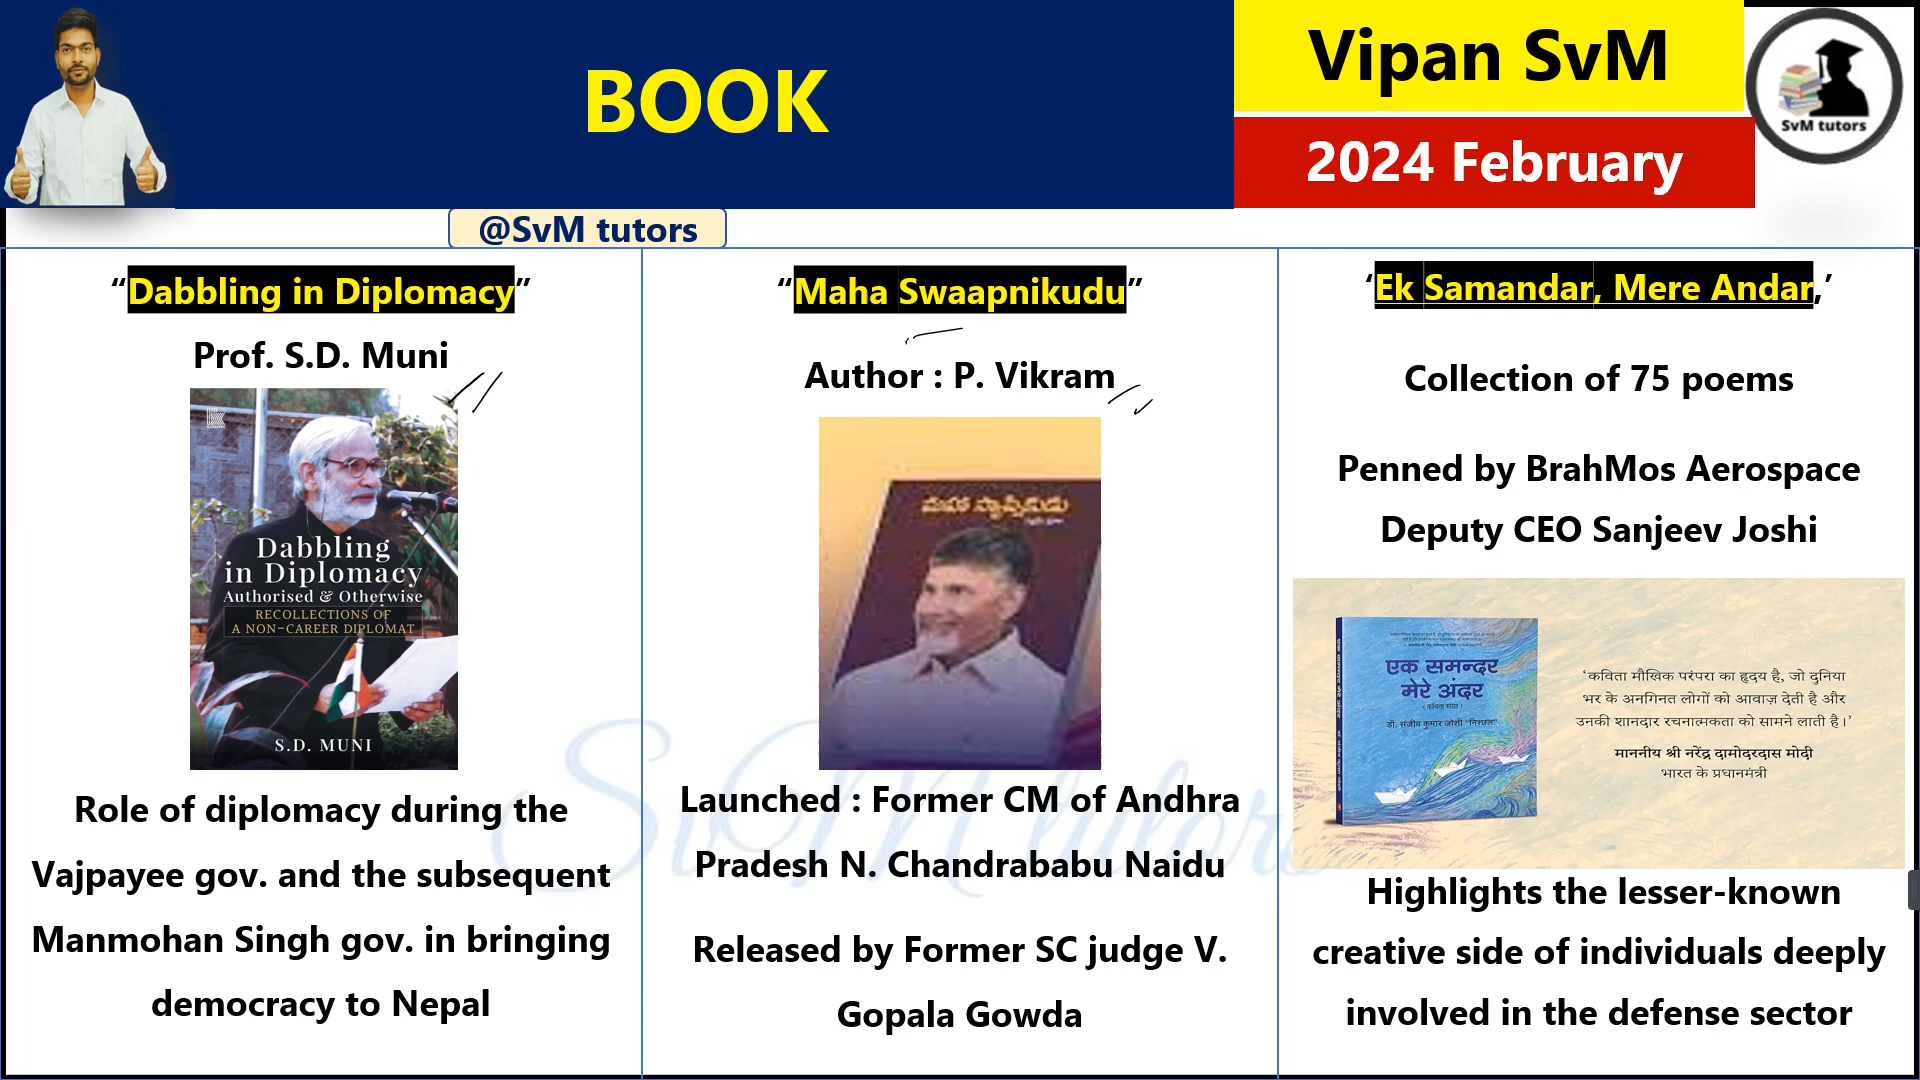 BOOK
Vipan SvM
2024 February
SvM tutors
@SvM tutors
“Dabbling in Diplomacy”
Prof. S.D. Muni
Dabbling
in Diplomacy
Authorised & Otherwise
RECOLLECTIONS OF
A NON-CAREER DIPLOMAT
S.D. MUNI
Role of diplomacy during the
Vajpayee gov. and the subsequent
Manmohan Singh gov. in bringing
democracy to Nepal
“Maha Swaapnikudu”
Author : P. Vikram
మహా స్వాప్నికుడు
Launched : Former CM of Andhra
Pradesh N. Chandrababu Naidu
Released by Former SC judge V.
Gopala Gowda
‘Ek Samandar, Mere Andar,’
Collection of 75 poems
Penned by BrahMos Aerospace
Deputy CEO Sanjeev Joshi
एक समन्दर
मेरे अंदर
(कविता संग्रह)
डॉ. संजीव कुमार जोशी "निश्छल"
‘कविता मौखिक परंपरा का हृदय है, जो दुनिया
भर के अनगिनत लोगों को आवाज़ देती है और
उनकी शानदार रचनात्मकता को सामने लाती है।’
माननीय श्री नरेंद्र दामोदरदास मोदी
भारत के प्रधानमंत्री
Highlights the lesser-known
creative side of individuals deeply
involved in the defense sector
SvM tutors